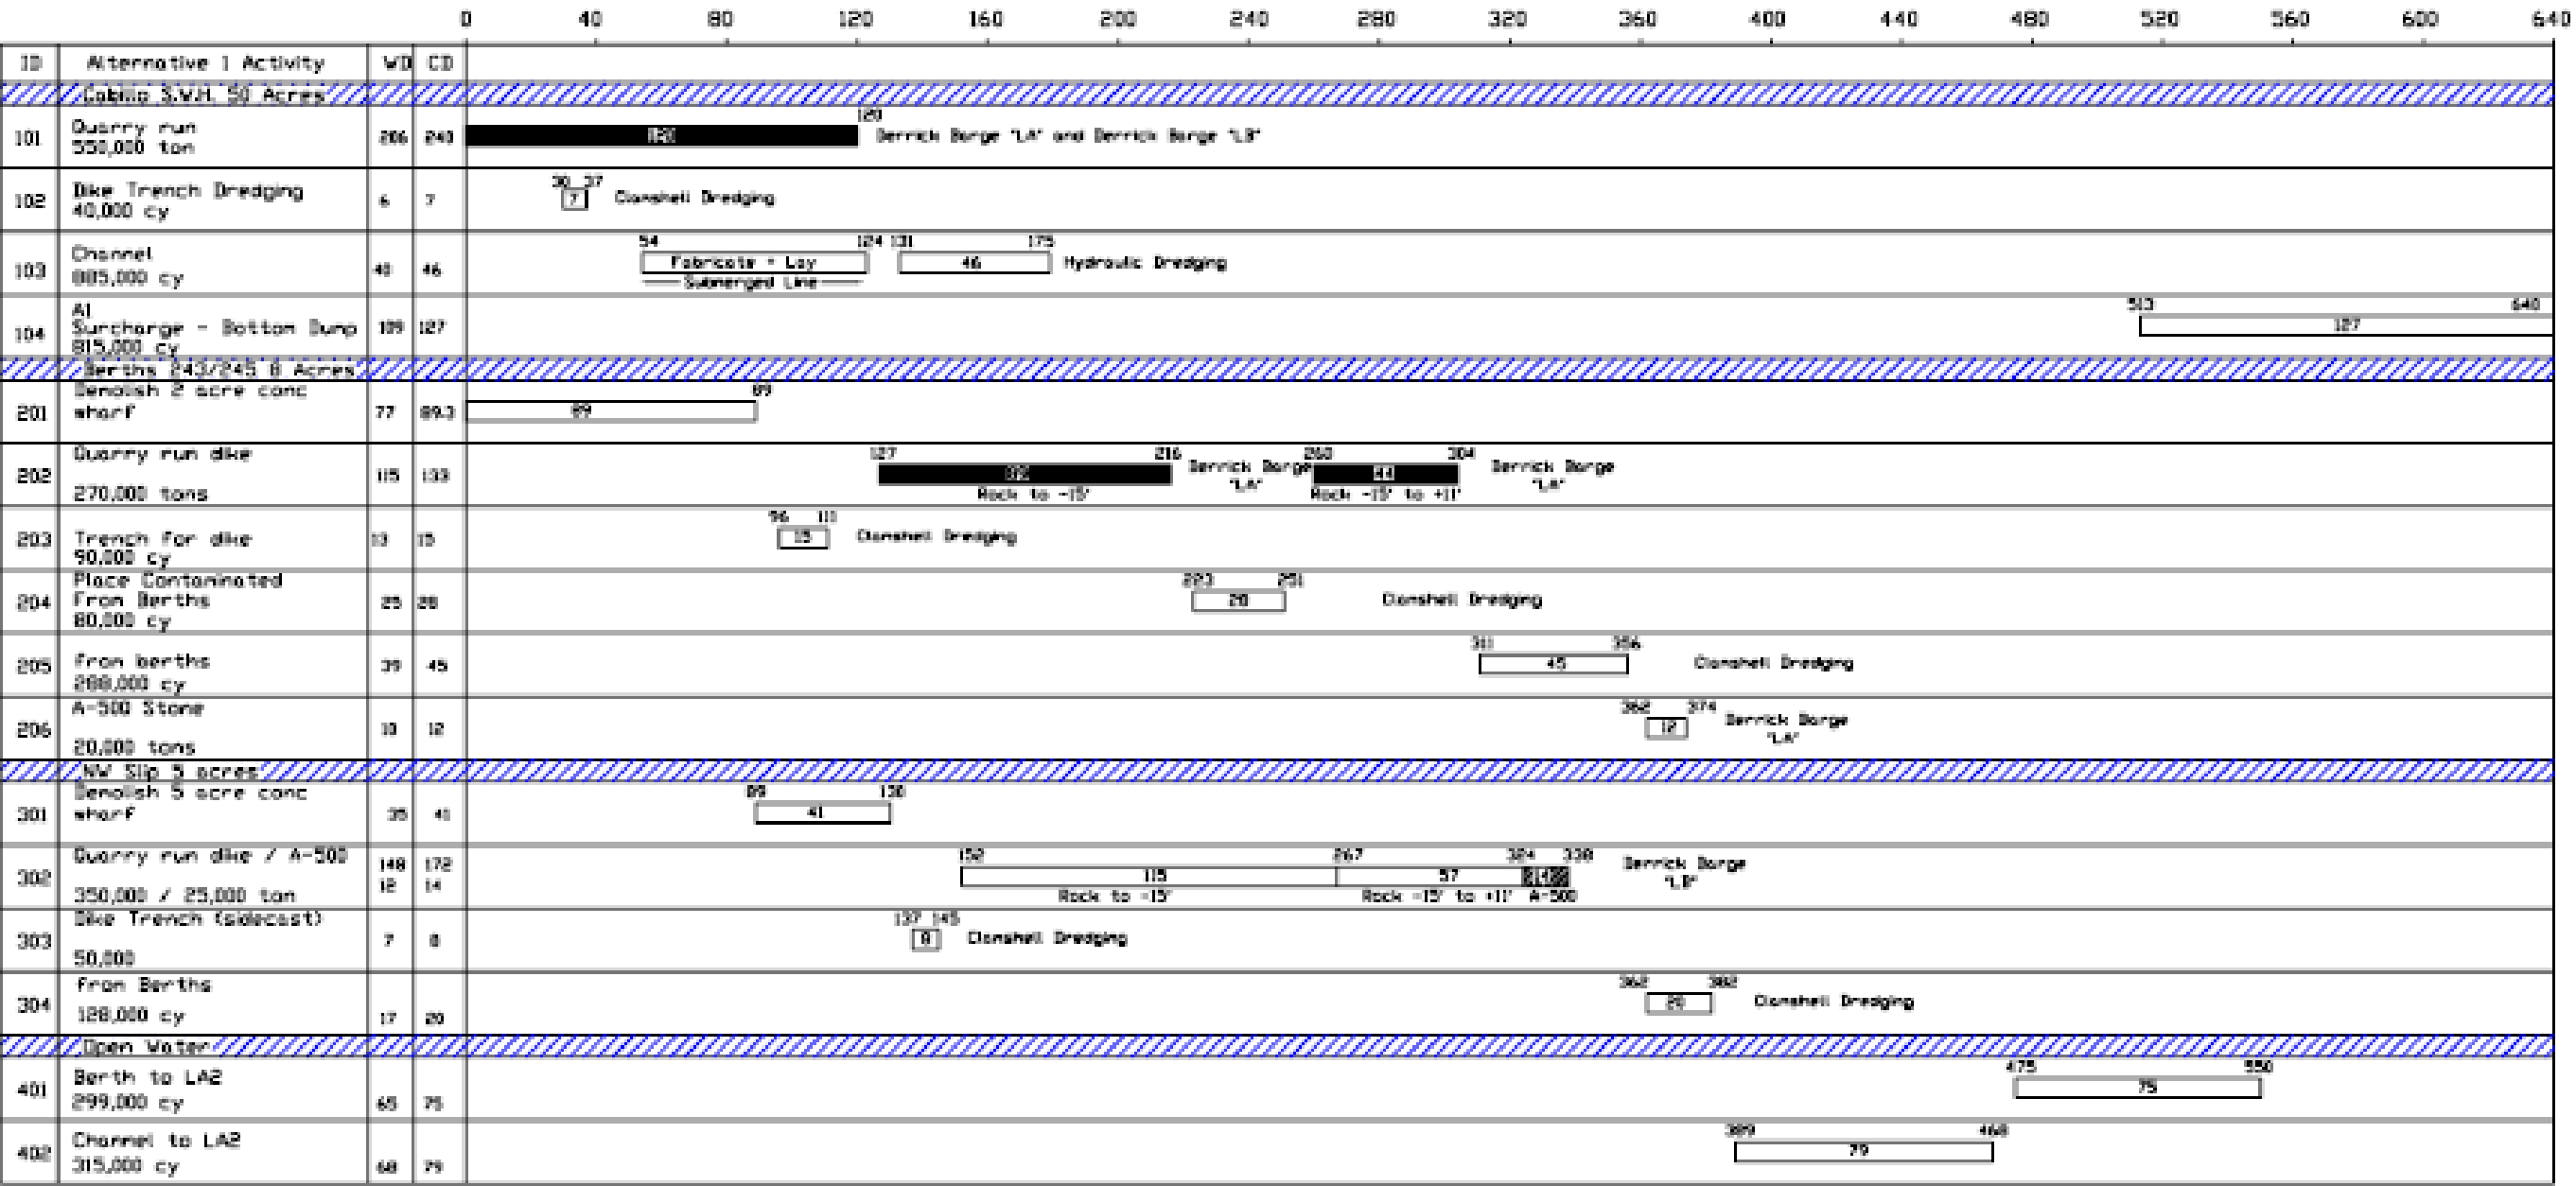 0 40 80 120 160 200 240 280 320 360 400 440 480 520 560 600 640
ID Alternative 1 Activity WD CD
Cabillo S.W.H. 50 Acres
120
101 Quarry run 206 240 Derrick Barge "LA" and Derrick Barge "LB"
550,000 ton
30 37
102 Dike Trench Dredging 6 7 7 Clamshell Dredging
40,000 cy
54 124 131 175
103 Channel 40 46 Fabricate + Lay 46 Hydraulic Dredging
885,000 cy Submerged Line
A1 513 640
104 Surcharge - Bottom Dump 109 127 127
815,000 cy
Berths 243/245 8 Acres
Demolish 2 acre conc 89
201 wharf 77 89.3 89
Quarry run dike 127 216 260 304
202 115 133 89 Derrick Barge "LA" 44 Derrick Barge "LA"
270,000 tons Rock to -15' Rock -15' to +11'
96 111
203 Trench for dike 13 15 15 Clamshell Dredging
90,000 cy
Place Contaminated 223 251
204 From Berths 25 28 28 Clamshell Dredging
80,000 cy
311 356
205 from berths 39 45 45 Clamshell Dredging
288,000 cy
A-500 Stone 362 374
206 10 12 12 Derrick Barge "LA"
20,000 tons
NW Slip 5 acres
Demolish 5 acre conc 89 130
301 wharf 35 41 41
Quarry run dike / A-500 148 172 152 267 324 338
302 12 14 115 57 14 Derrick Barge "LB"
350,000 / 25,000 ton Rock to -15' Rock -15' to +11' A-500
Dike Trench (sidecast) 137 145
303 7 8 8 Clamshell Dredging
50,000
from Berths 362 382
304 17 20 20 Clamshell Dredging
128,000 cy
Open Water
Berth to LA2 475 550
401 65 75 75
299,000 cy
Channel to LA2 389 468
402 68 79 79
315,000 cy